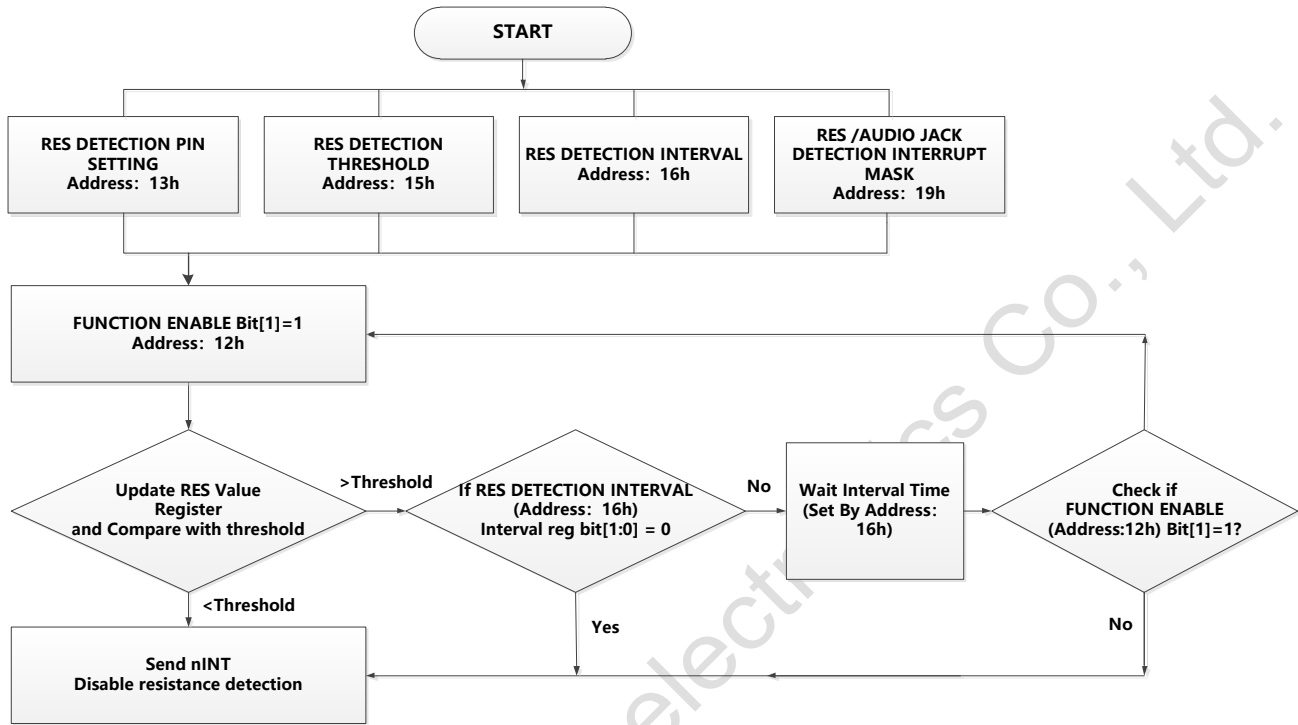 START
RES DETECTION PIN
SETTING
Address: 13h
RES DETECTION
THRESHOLD
Address: 15h
RES DETECTION INTERVAL
Address: 16h
RES /AUDIO JACK
DETECTION INTERRUPT
MASK
Address: 19h
FUNCTION ENABLE Bit[1]=1
Address: 12h
Update RES Value
Register
and Compare with threshold
>Threshold
If RES DETECTION INTERVAL
(Address: 16h)
Interval reg bit[1:0] = 0
No
Wait Interval Time
(Set By Address:
16h)
Check if
FUNCTION ENABLE
(Address:12h) Bit[1]=1?
<Threshold
Yes
No
Send nINT
Disable resistance detection
Co., Ltd.